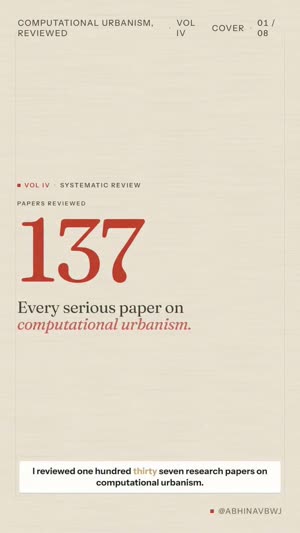 COMPUTATIONAL URBANISM, REVIEWED · VOL IV COVER · 01 / 08
VOL IV · SYSTEMATIC REVIEW
PAPERS REVIEWED
137
Every serious paper on
computational urbanism.
I reviewed one hundred thirty seven research papers on
computational urbanism.
@ABHINAVBWJ